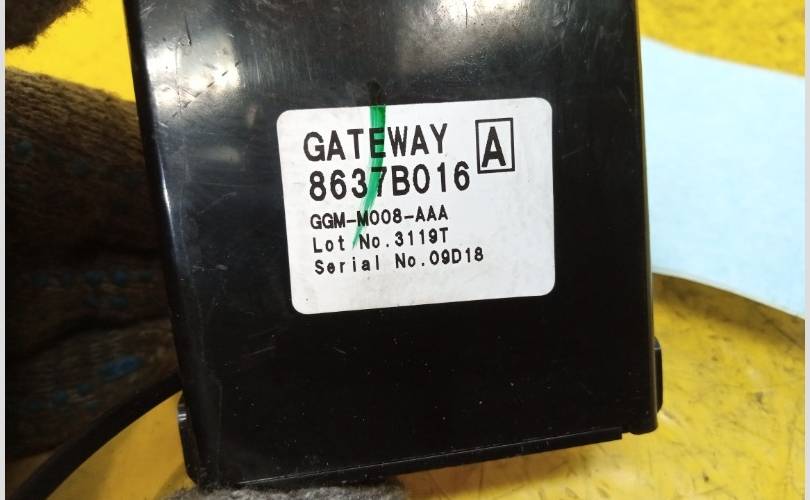 GATEWAY A
8637B016
GGM-M008-AAA
Lot No.3119T
Serial No.09D18